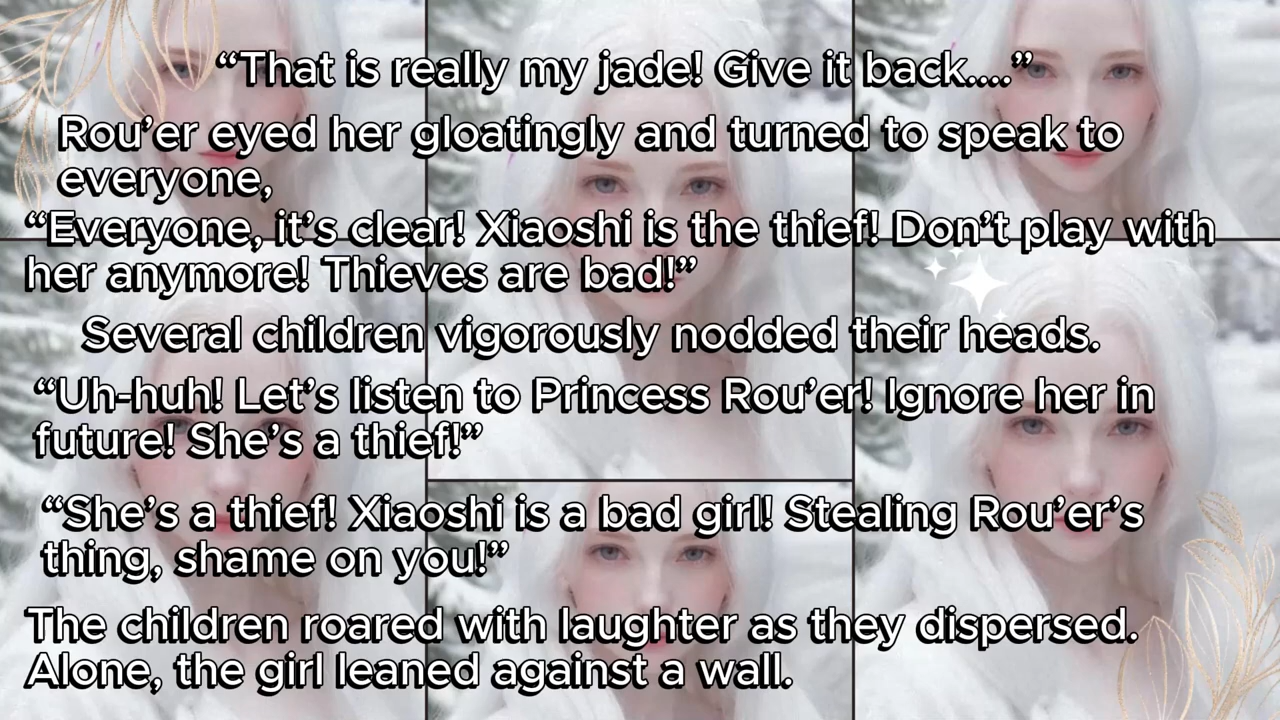 “That is really my jade! Give it back....”
Rou’er eyed her gloatingly and turned to speak to
everyone,
“Everyone, it’s clear! Xiaoshi is the thief! Don’t play with
her anymore! Thieves are bad!”
Several children vigorously nodded their heads.
“Uh-huh! Let’s listen to Princess Rou’er! Ignore her in
future! She’s a thief!”
“She’s a thief! Xiaoshi is a bad girl! Stealing Rou’er’s
thing, shame on you!”
The children roared with laughter as they dispersed.
Alone, the girl leaned against a wall.